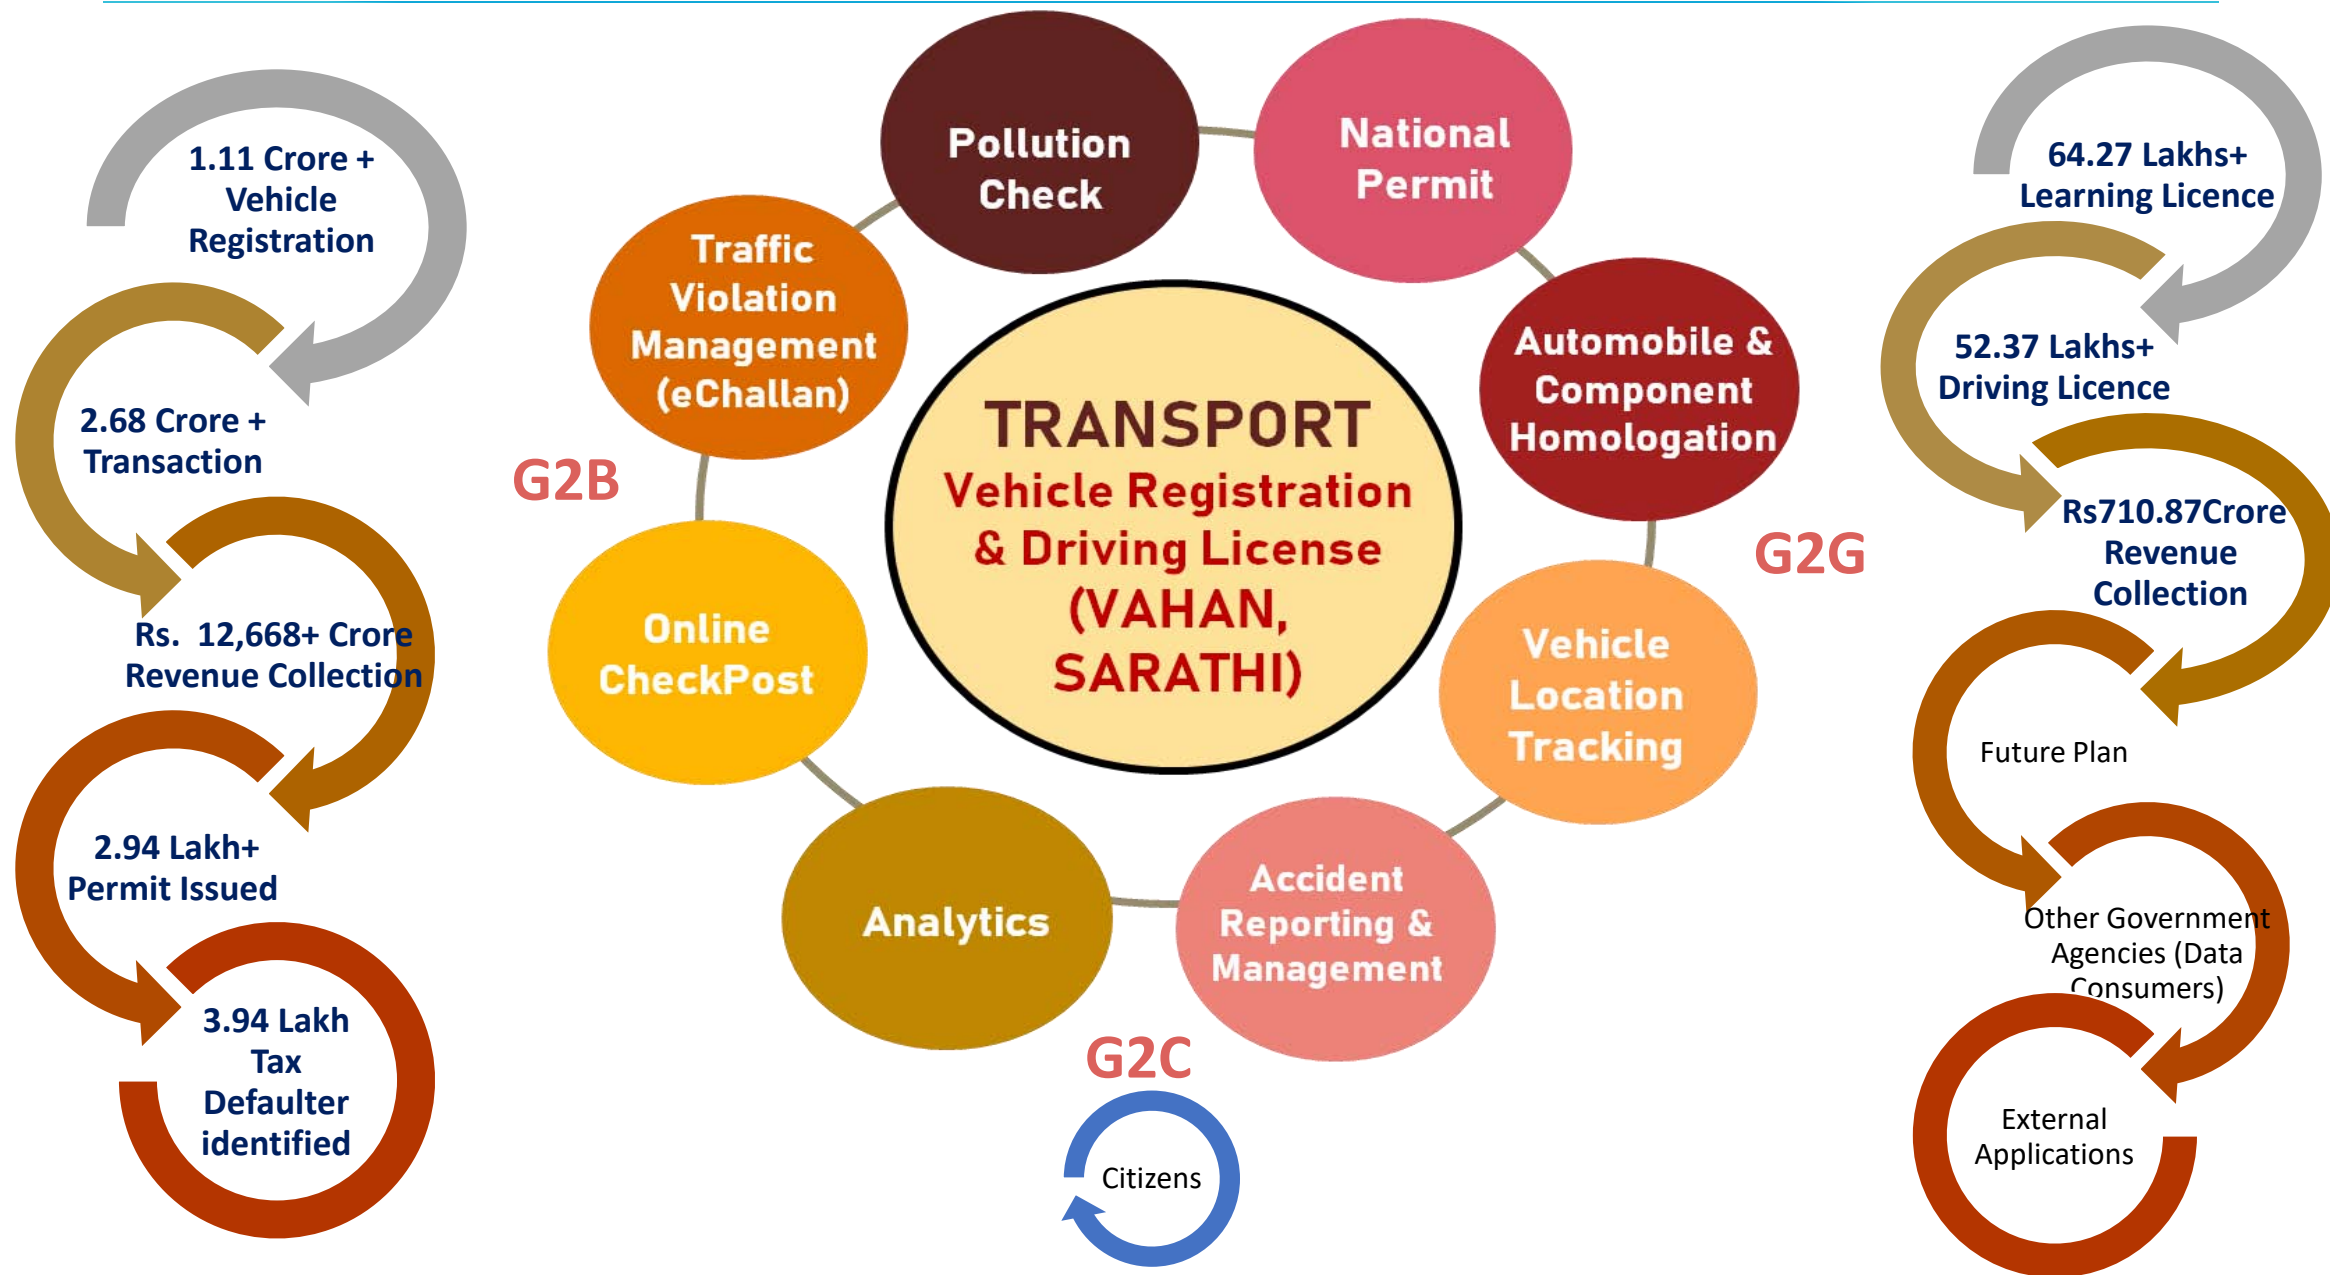 1.11 Crore +
Vehicle
Registration
2.68 Crore +
Transaction
Rs. 12,668+ Crore
Revenue Collection
2.94 Lakh+
Permit Issued
3.94 Lakh
Tax
Defaulter
identified
Pollution
Check
National
Permit
Traffic
Violation
Management
(eChallan)
Automobile &
Component
Homologation
G2B
TRANSPORT
Vehicle Registration
& Driving License
(VAHAN,
SARATHI)
G2G
Online
CheckPost
Vehicle
Location
Tracking
Analytics
Accident
Reporting &
Management
G2C
Citizens
64.27 Lakhs+
Learning Licence
52.37 Lakhs+
Driving Licence
Rs710.87Crore
Revenue
Collection
Future Plan
Other Government
Agencies (Data
Consumers)
External
Applications